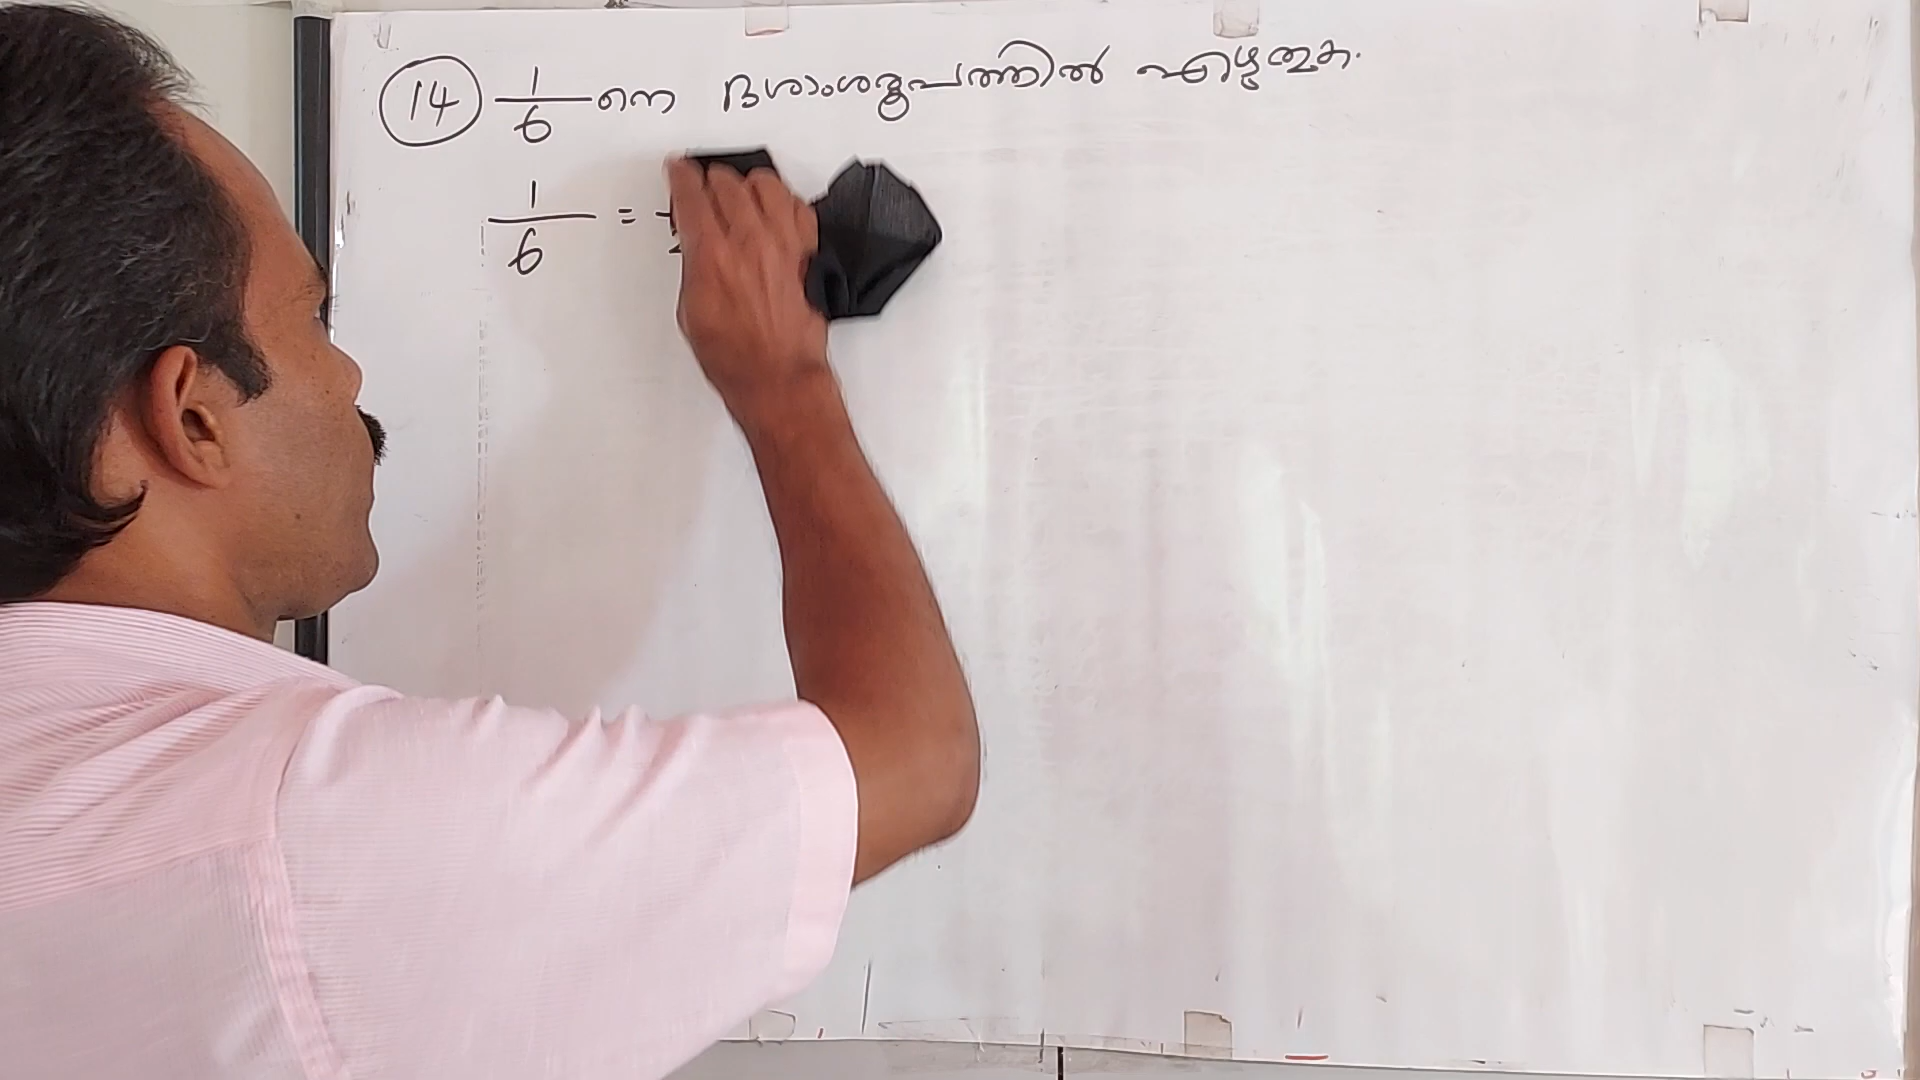 14 1/6 നെ ദശാംശരൂപത്തിൽ എഴുതുക.
1/6 =